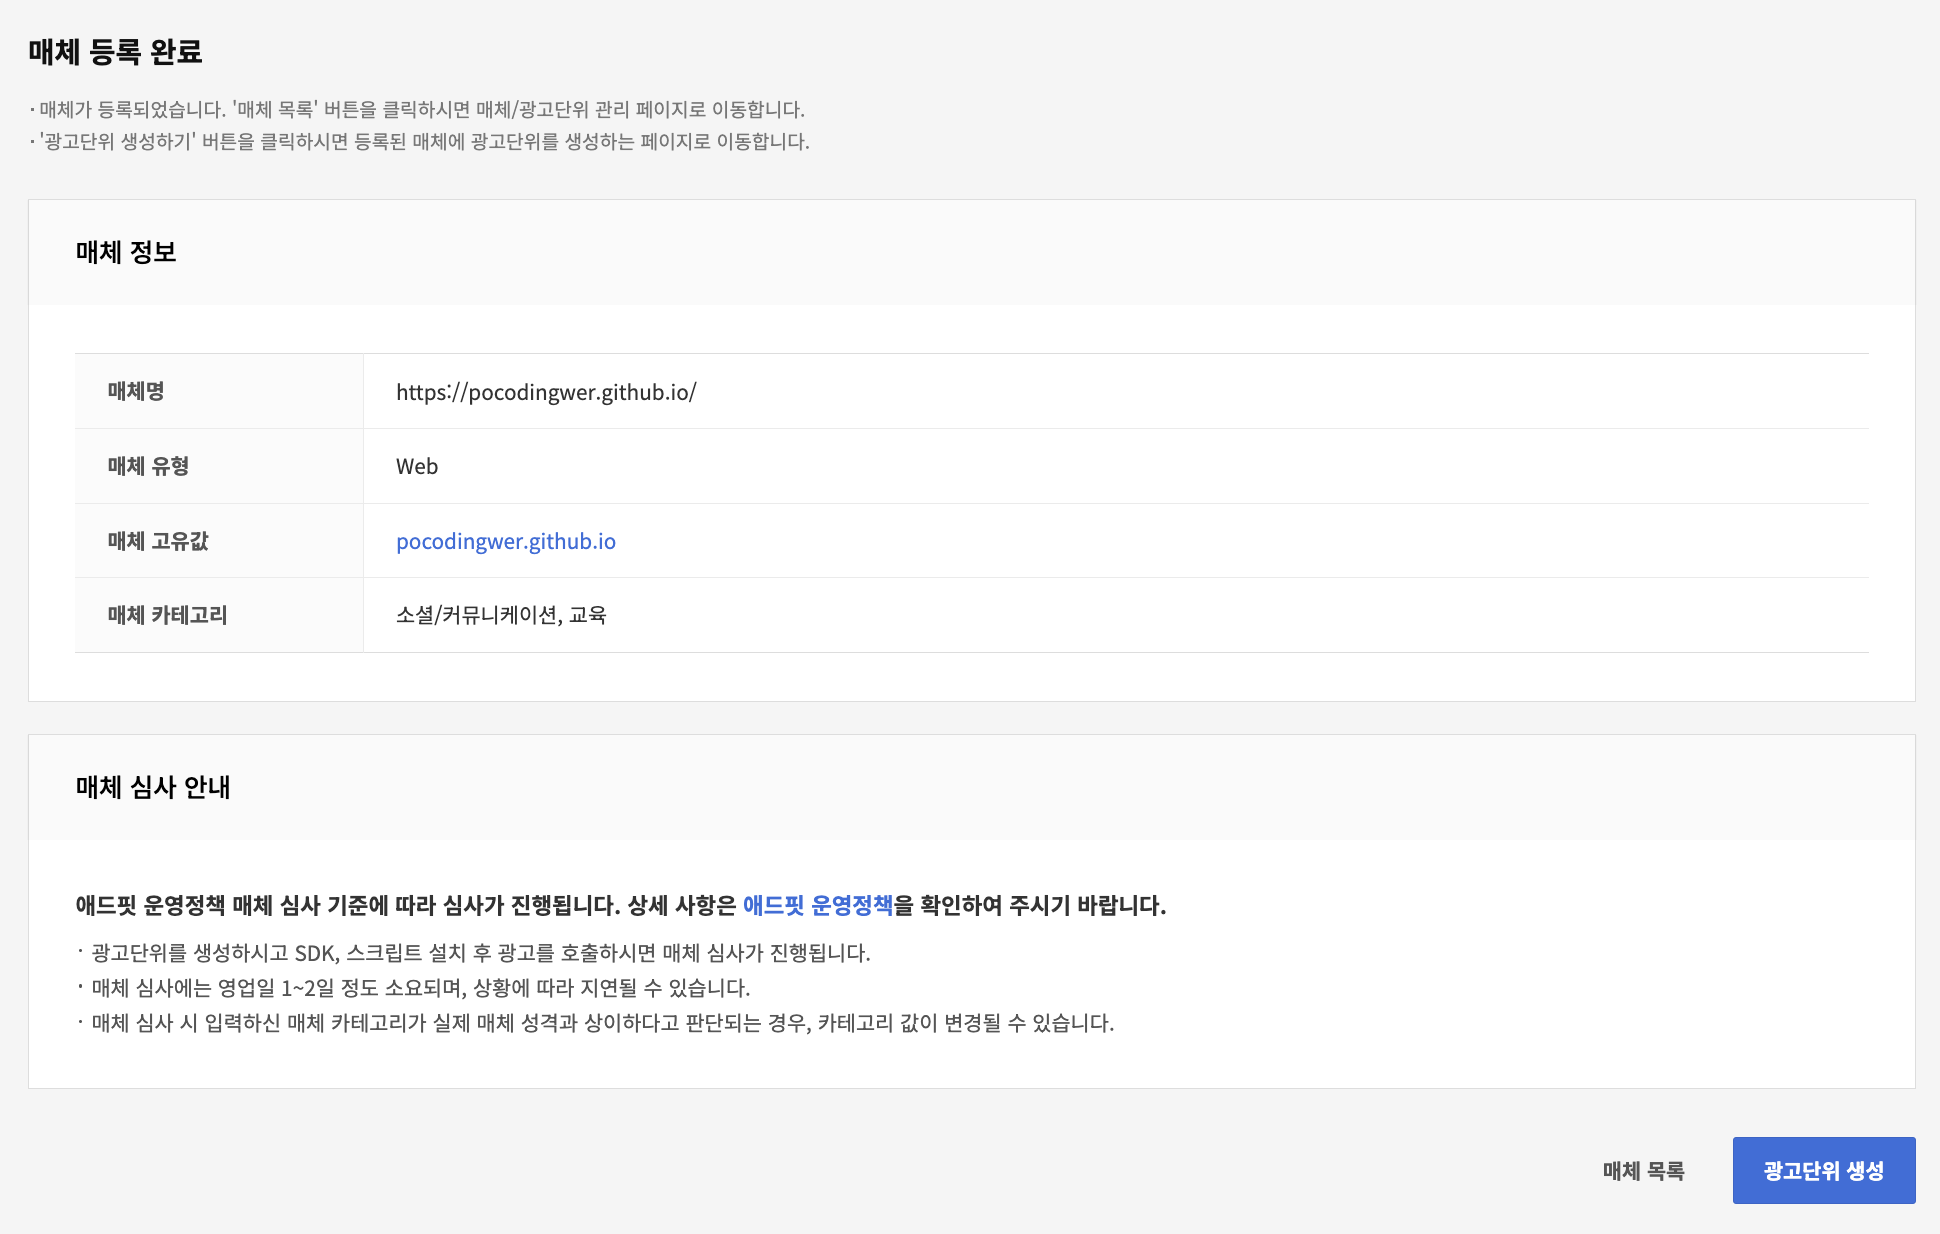 매체 등록 완료
· 매체가 등록되었습니다. '매체 목록' 버튼을 클릭하시면 매체/광고단위 관리 페이지로 이동합니다.
· '광고단위 생성하기' 버튼을 클릭하시면 등록된 매체에 광고단위를 생성하는 페이지로 이동합니다.
매체 정보
매체명 https://pocodingwer.github.io/
매체 유형 Web
매체 고유값 pocodingwer.github.io
매체 카테고리 소셜/커뮤니케이션, 교육
매체 심사 안내
애드핏 운영정책 매체 심사 기준에 따라 심사가 진행됩니다. 상세 사항은 애드핏 운영정책을 확인하여 주시기 바랍니다.
· 광고단위를 생성하시고 SDK, 스크립트 설치 후 광고를 호출하시면 매체 심사가 진행됩니다.
· 매체 심사에는 영업일 1~2일 정도 소요되며, 상황에 따라 지연될 수 있습니다.
· 매체 심사 시 입력하신 매체 카테고리가 실제 매체 성격과 상이하다고 판단되는 경우, 카테고리 값이 변경될 수 있습니다.
매체 목록 광고단위 생성